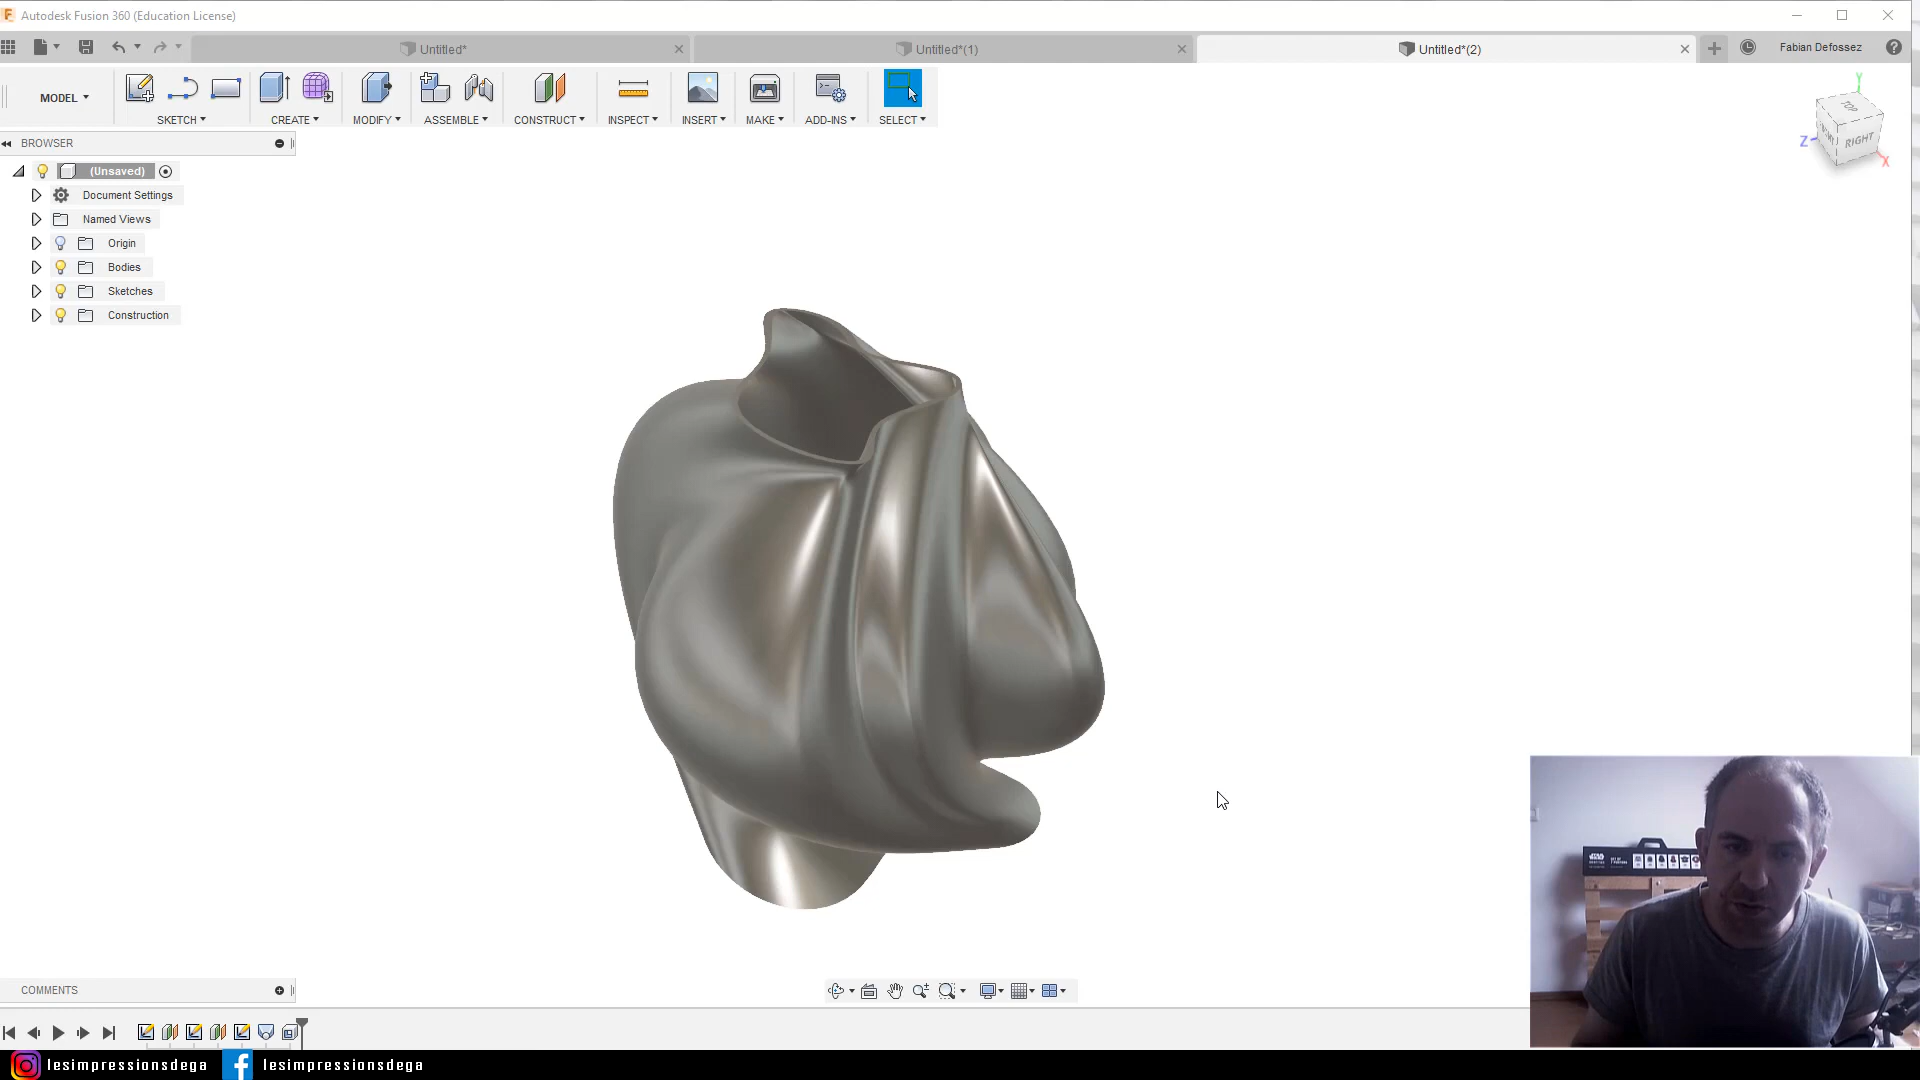 Autodesk Fusion 360 (Education License)
Untitled*
Untitled*(1)
Untitled*(2)
Fabian Defossez
MODEL
SKETCH
CREATE
MODIFY
ASSEMBLE
CONSTRUCT
INSPECT
INSERT
MAKE
ADD-INS
SELECT
TOP
RIGHT
Y
Z
X
BROWSER
(Unsaved)
Document Settings
Named Views
Origin
Bodies
Sketches
Construction
COMMENTS
lesimpressionsdega
lesimpressionsdega